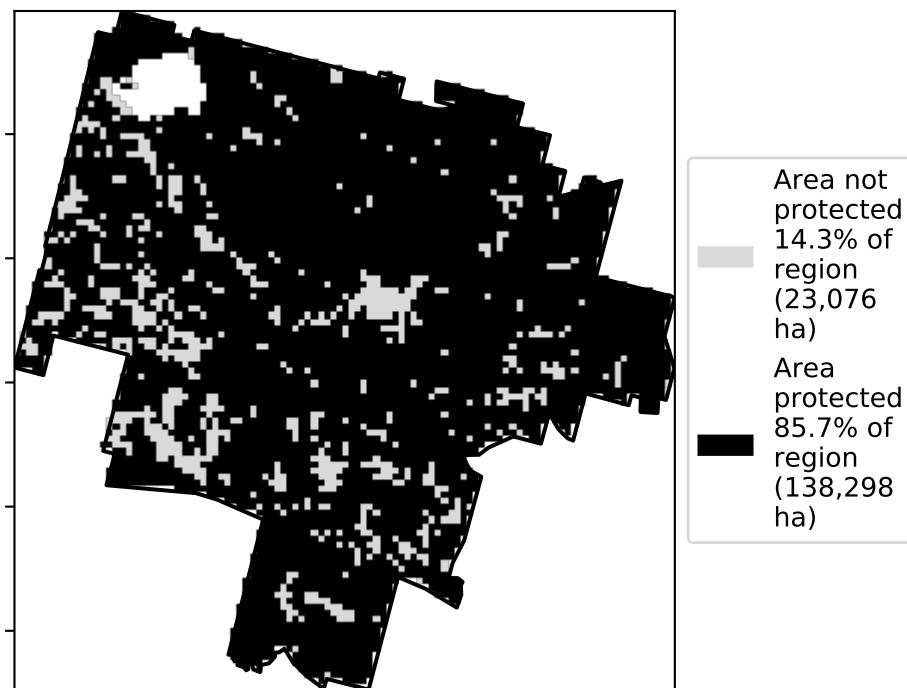 Area not
protected
14.3% of
region
(23,076
ha)
Area
protected
85.7% of
region
(138,298
ha)